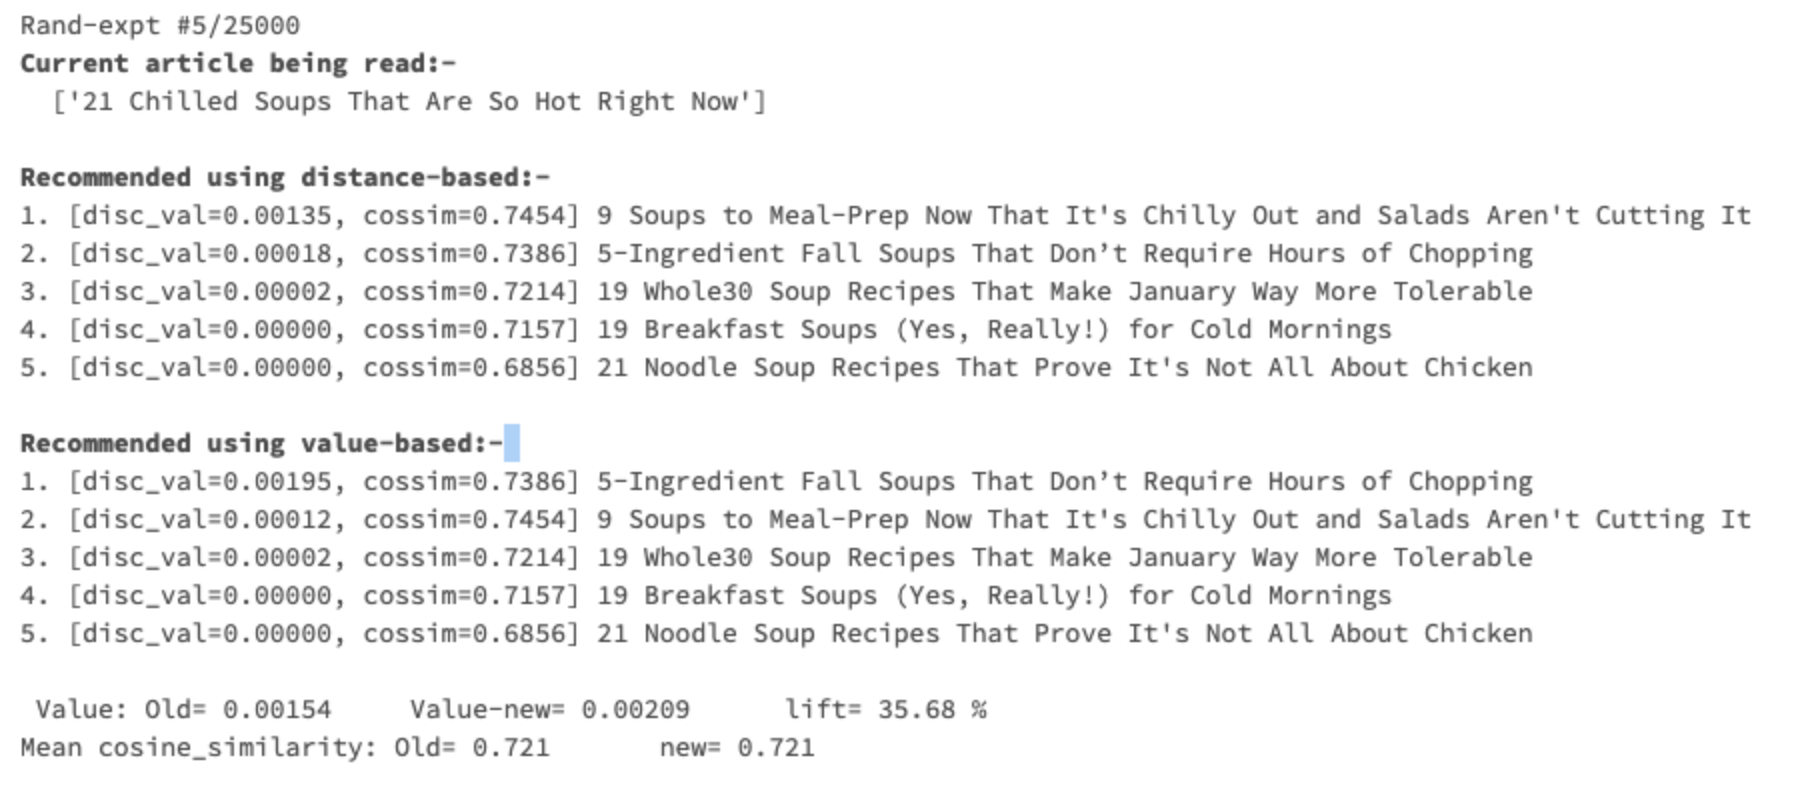 Rand-expt #5/25000
Current article being read:-
['21 Chilled Soups That Are So Hot Right Now']
Recommended using distance-based:-
1. [disc_val=0.00135, cossim=0.7454] 9 Soups to Meal-Prep Now That It's Chilly Out and Salads Aren't Cutting It
2. [disc_val=0.00018, cossim=0.7386] 5-Ingredient Fall Soups That Don’t Require Hours of Chopping
3. [disc_val=0.00002, cossim=0.7214] 19 Whole30 Soup Recipes That Make January Way More Tolerable
4. [disc_val=0.00000, cossim=0.7157] 19 Breakfast Soups (Yes, Really!) for Cold Mornings
5. [disc_val=0.00000, cossim=0.6856] 21 Noodle Soup Recipes That Prove It's Not All About Chicken
Recommended using value-based:-
1. [disc_val=0.00195, cossim=0.7386] 5-Ingredient Fall Soups That Don’t Require Hours of Chopping
2. [disc_val=0.00012, cossim=0.7454] 9 Soups to Meal-Prep Now That It's Chilly Out and Salads Aren't Cutting It
3. [disc_val=0.00002, cossim=0.7214] 19 Whole30 Soup Recipes That Make January Way More Tolerable
4. [disc_val=0.00000, cossim=0.7157] 19 Breakfast Soups (Yes, Really!) for Cold Mornings
5. [disc_val=0.00000, cossim=0.6856] 21 Noodle Soup Recipes That Prove It's Not All About Chicken
Value: Old= 0.00154 Value-new= 0.00209 lift= 35.68 %
Mean cosine_similarity: Old= 0.721 new= 0.721